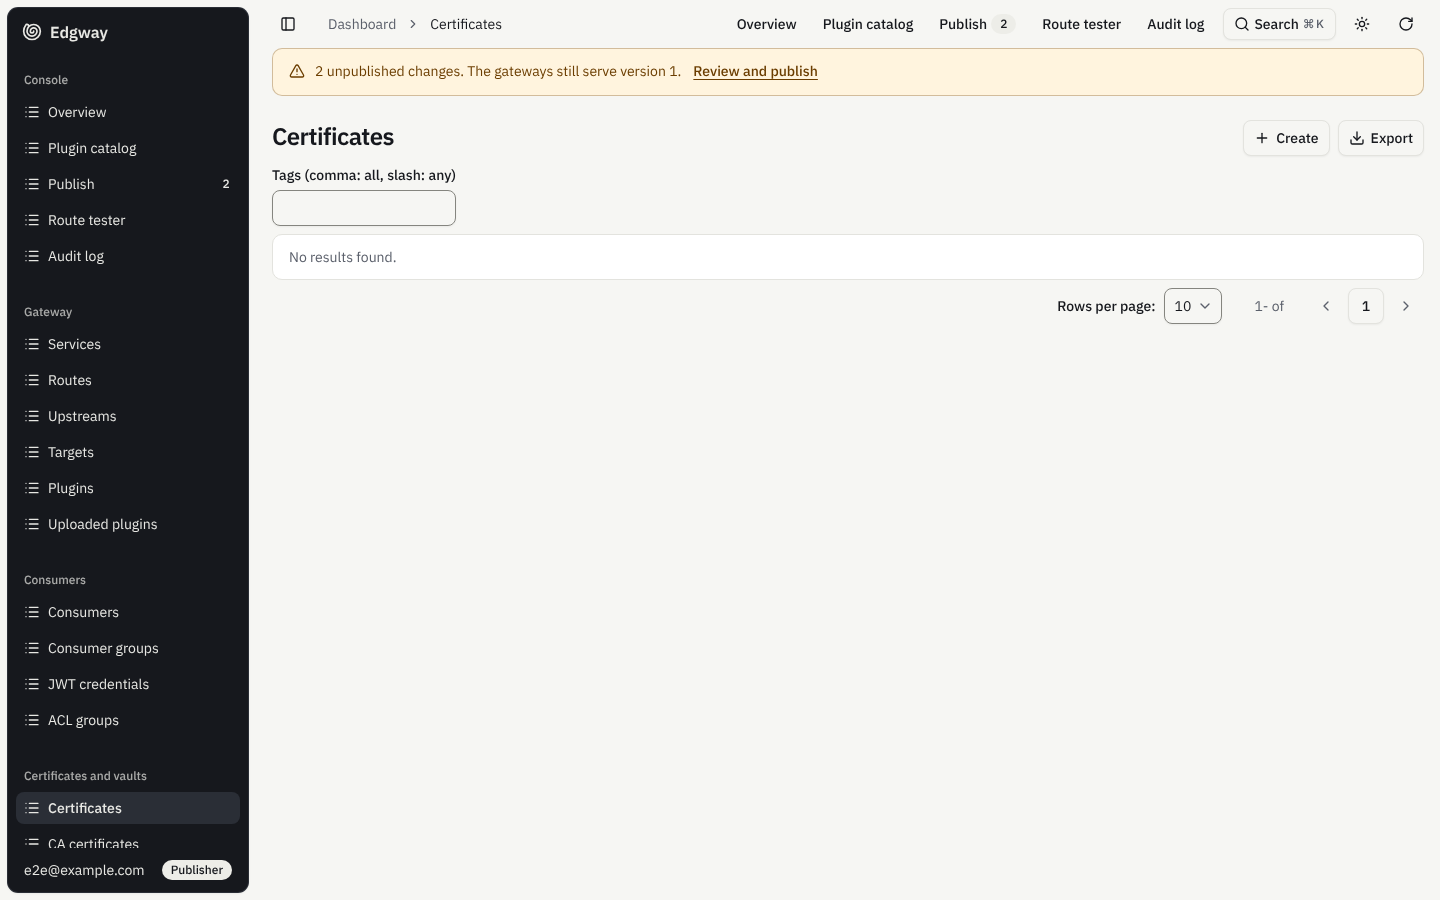 Edgway
Console
Overview
Plugin catalog
Publish 2
Route tester
Audit log
Gateway
Services
Routes
Upstreams
Targets
Plugins
Uploaded plugins
Consumers
Consumers
Consumer groups
JWT credentials
ACL groups
Certificates and vaults
Certificates
CA certificates
e2e@example.com Publisher
Dashboard Certificates Overview Plugin catalog Publish 2 Route tester Audit log Search ⌘K
2 unpublished changes. The gateways still serve version 1. Review and publish
Certificates Create Export
Tags (comma: all, slash: any)
No results found.
Rows per page: 10 1- of 1